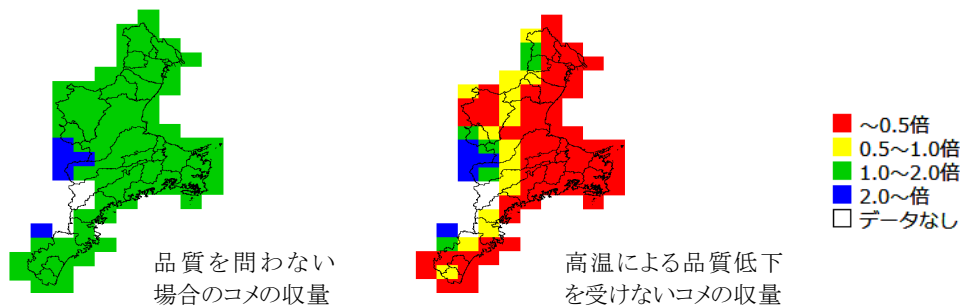 品質を問わない
場合のコメの収量
高温による品質低下
を受けないコメの収量
～0.5倍
0.5～1.0倍
1.0～2.0倍
2.0～倍
データなし